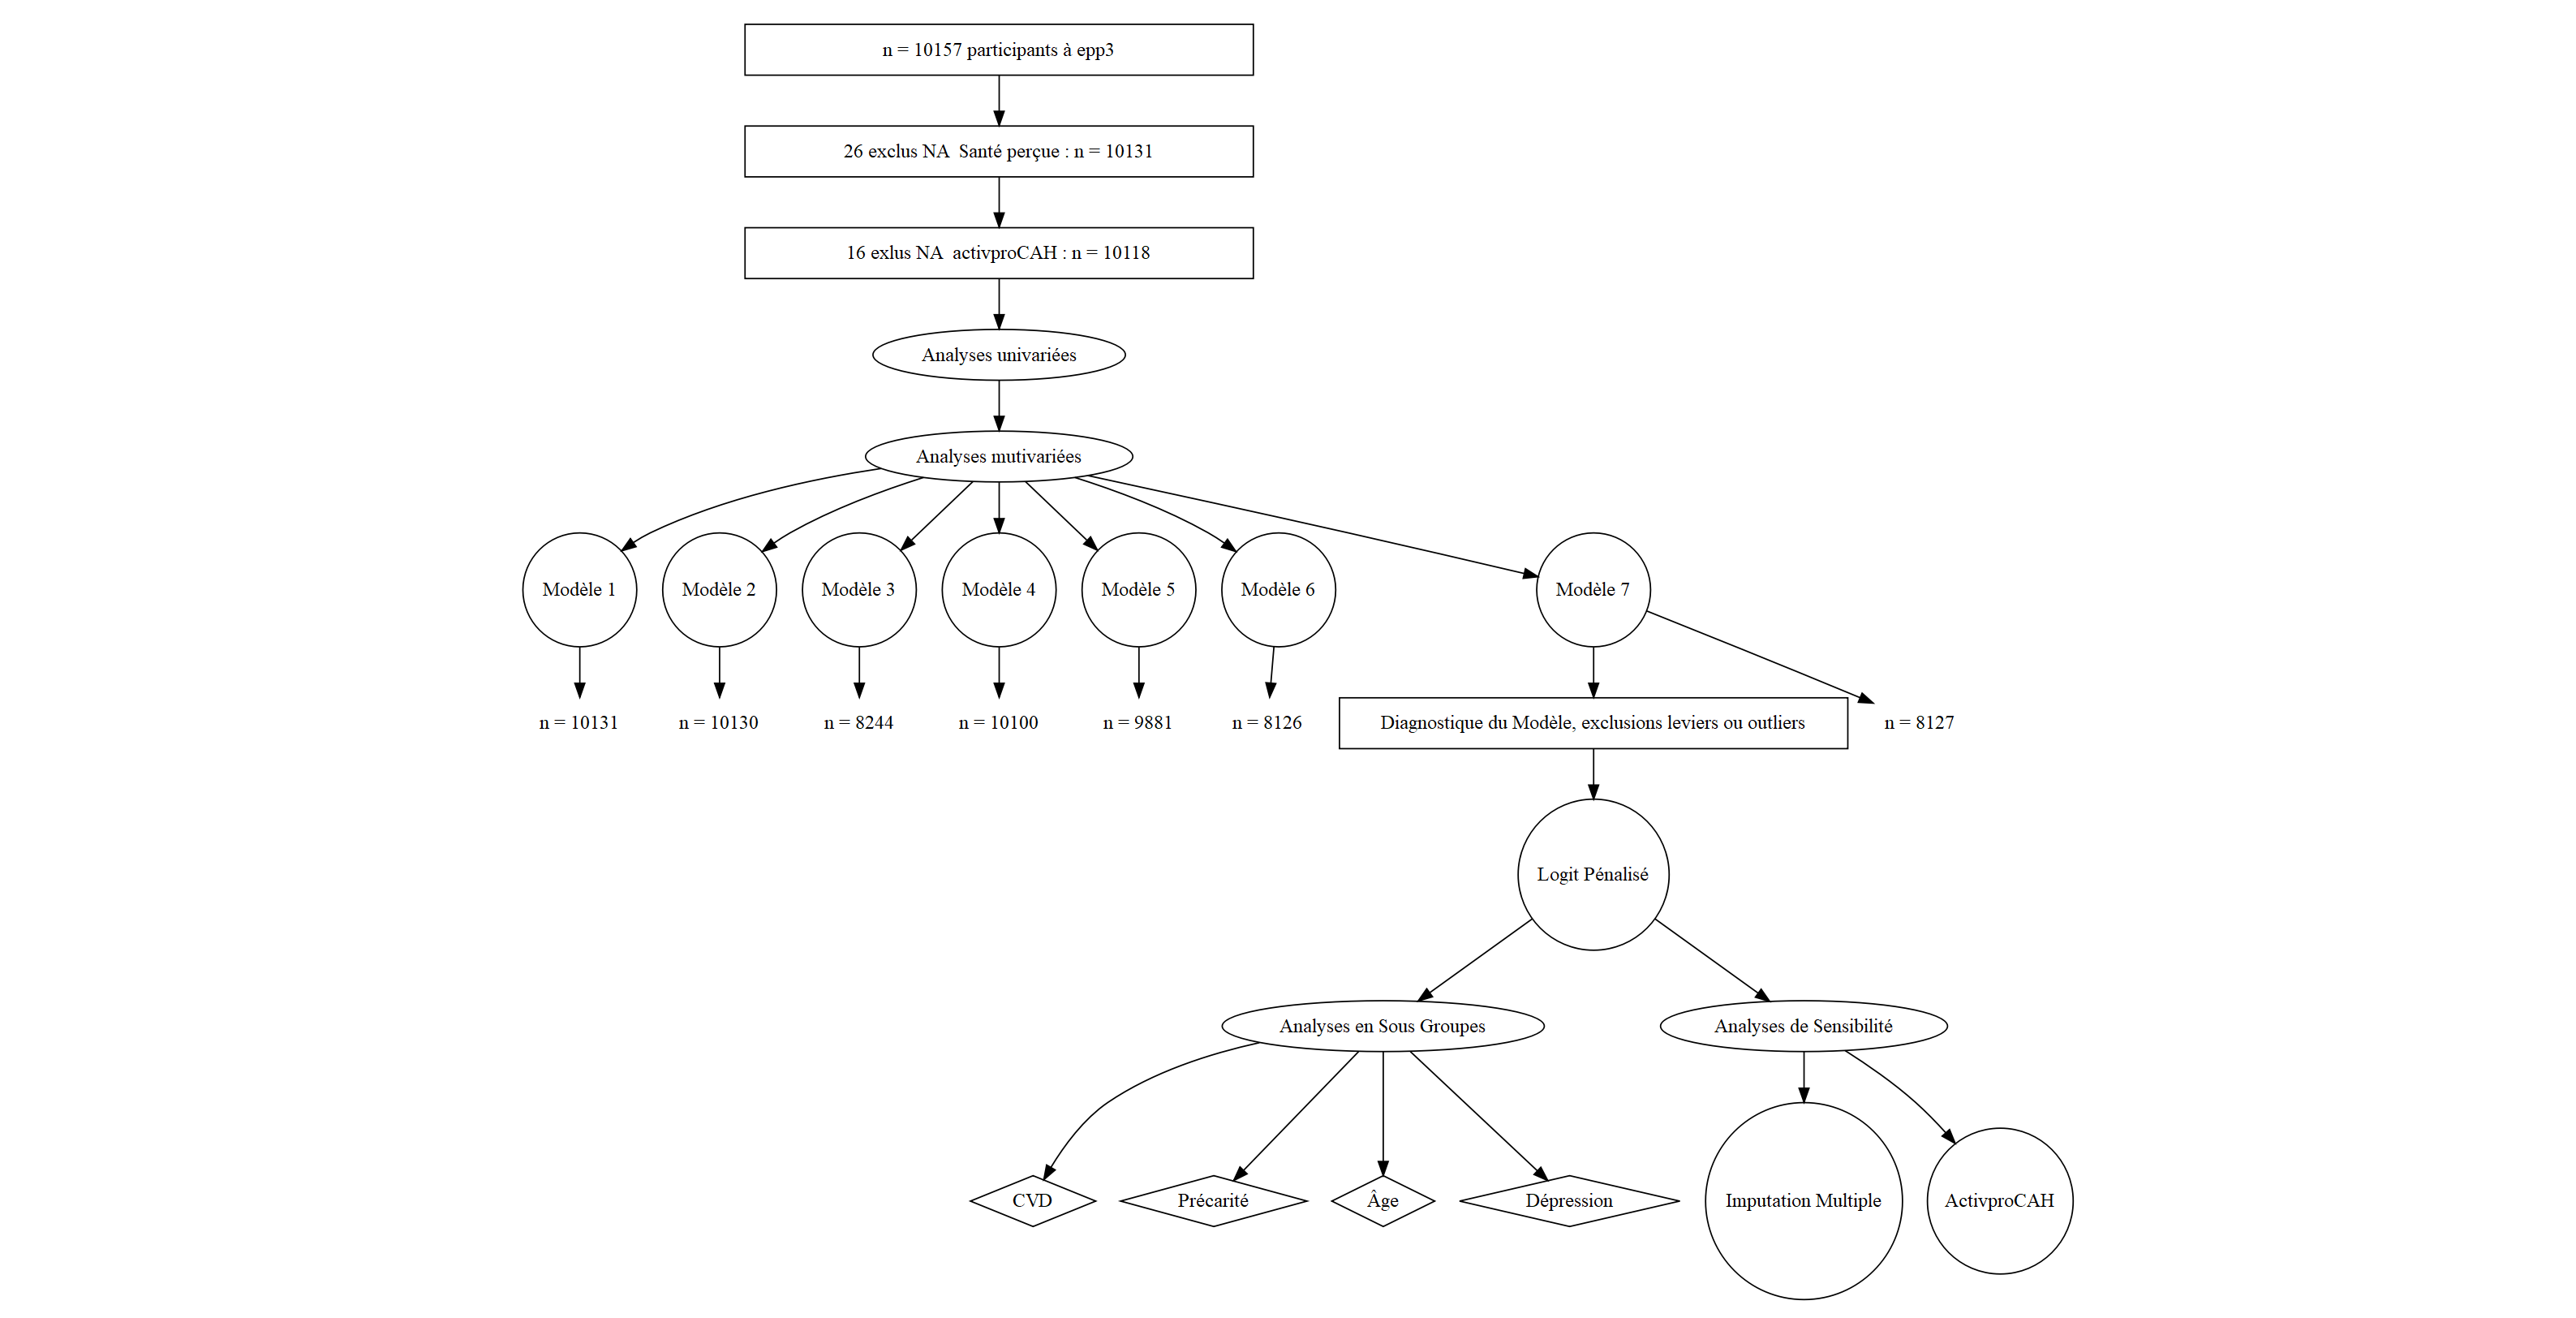 n = 10157 participants à epp3
26 exclus NA  Santé perçue : n = 10131
16 exlus NA  activproCAH : n = 10118
Analyses univariées
Analyses mutivariées
Modèle 1
Modèle 2
Modèle 3
Modèle 4
Modèle 5
Modèle 6
Modèle 7
n = 10131
n = 10130
n = 8244
n = 10100
n = 9881
n = 8126
Diagnostique du Modèle, exclusions leviers ou outliers
n = 8127
Logit Pénalisé
Analyses en Sous Groupes
Analyses de Sensibilité
CVD
Précarité
Âge
Dépression
Imputation Multiple
ActivproCAH